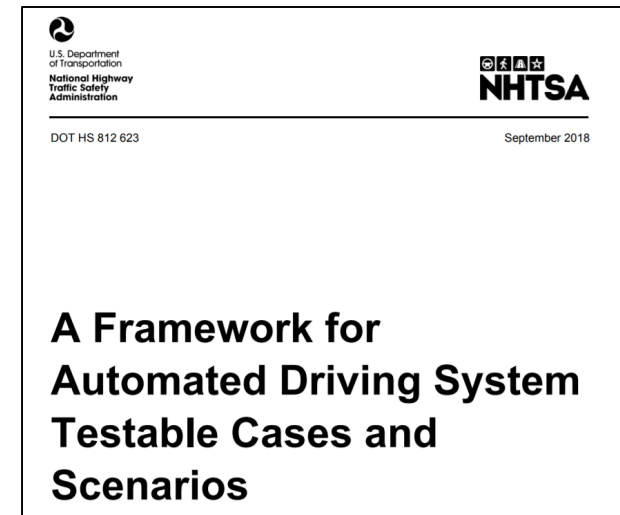 U.S. Department
of Transportation
National Highway
Traffic Safety
Administration
NHTSA
DOT HS 812 623
September 2018
A Framework for
Automated Driving System
Testable Cases and
Scenarios